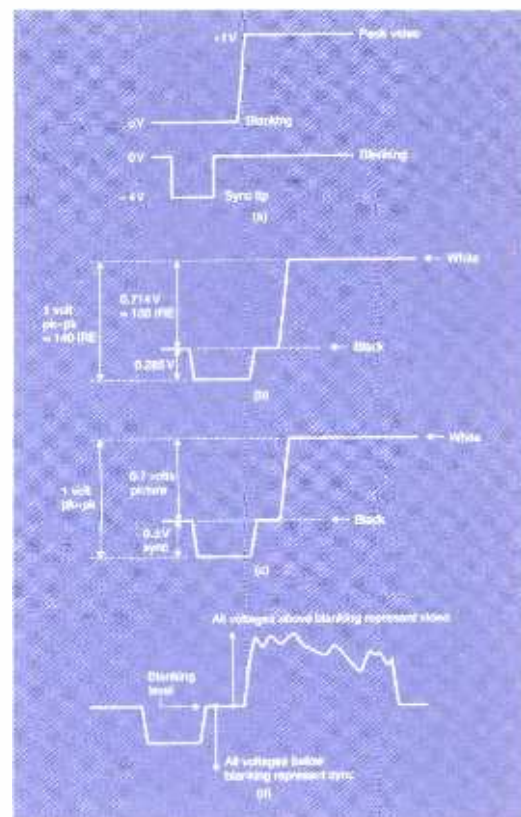 +1V
Peak video
0V
Blanking
0V
Blanking
Sync tip
(a)
White
1 volt
pk-pk
= 140 IRE
0.714 V
= 100 IRE
Black
(b)
White
1 volt
pk-pk
0.7 volts
picture
Black
0.3V
sync
(c)
All voltages above blanking represent video
Blanking
level
All voltages below
blanking represent sync
(d)